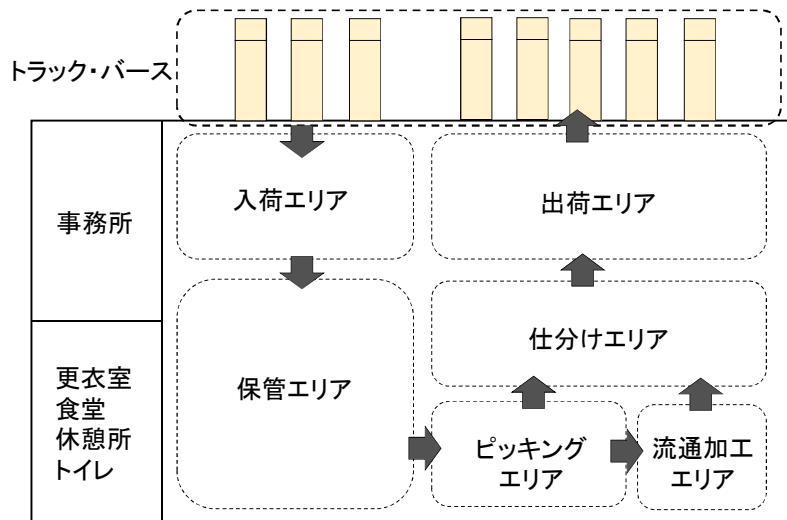 トラック・バース
入荷エリア
出荷エリア
事務所
仕分けエリア
保管エリア
更衣室
食堂
休憩所
トイレ
ピッキング
エリア
流通加工
エリア